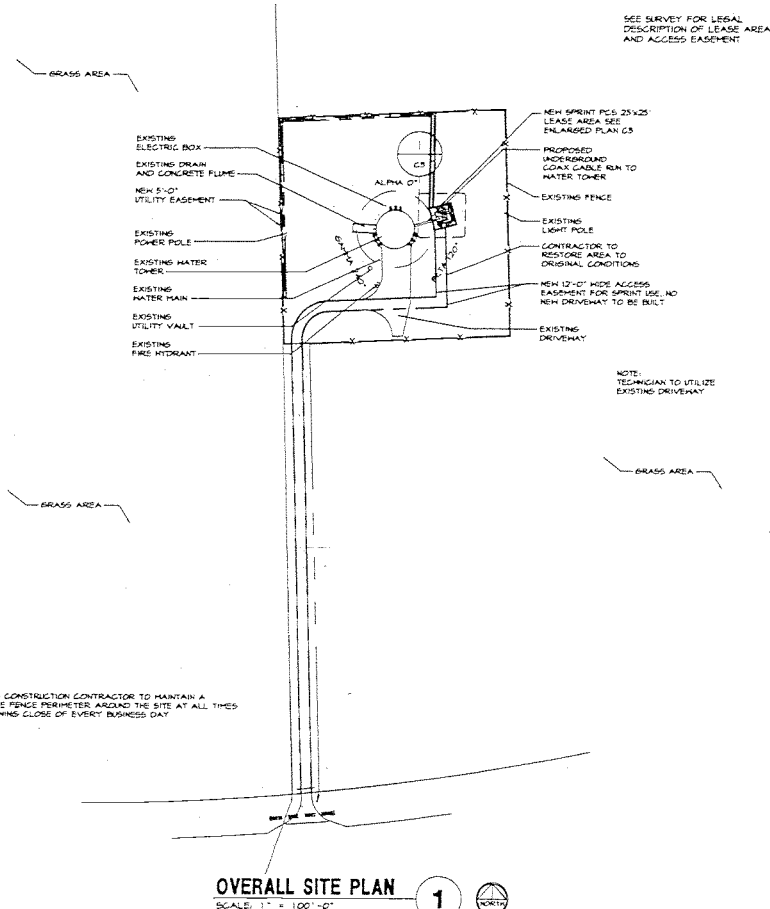 SEE SURVEY FOR LEGAL
DESCRIPTION OF LEASE AREA
AND ACCESS EASEMENT
GRASS AREA
EXISTING
ELECTRIC BOX
EXISTING DRAIN
AND CONCRETE FLUME
NEW 5'-0"
UTILITY EASEMENT
EXISTING
POWER POLE
EXISTING WATER
TOWER
EXISTING
WATER MAIN
EXISTING
UTILITY VAULT
EXISTING
FIRE HYDRANT
C3
ALPHA 0°
NEW SPRINT PCS 25'x25'
LEASE AREA SEE
ENLARGED PLAN C3
PROPOSED
UNDERGROUND
COAX CABLE RUN TO
WATER TOWER
EXISTING FENCE
EXISTING
LIGHT POLE
CONTRACTOR TO
RESTORE AREA TO
ORIGINAL CONDITIONS
NEW 12'-0" WIDE ACCESS
EASEMENT FOR SPRINT USE, NO
NEW DRIVEWAY TO BE BUILT
EXISTING
DRIVEWAY
NOTE:
TECHNICIAN TO UTILIZE
EXISTING DRIVEWAY
GRASS AREA
GRASS AREA
CONSTRUCTION CONTRACTOR TO MAINTAIN A
E FENCE PERIMETER AROUND THE SITE AT ALL TIMES
WING CLOSE OF EVERY BUSINESS DAY
OVERALL SITE PLAN
SCALE: 1" = 100'-0"
1
NORTH